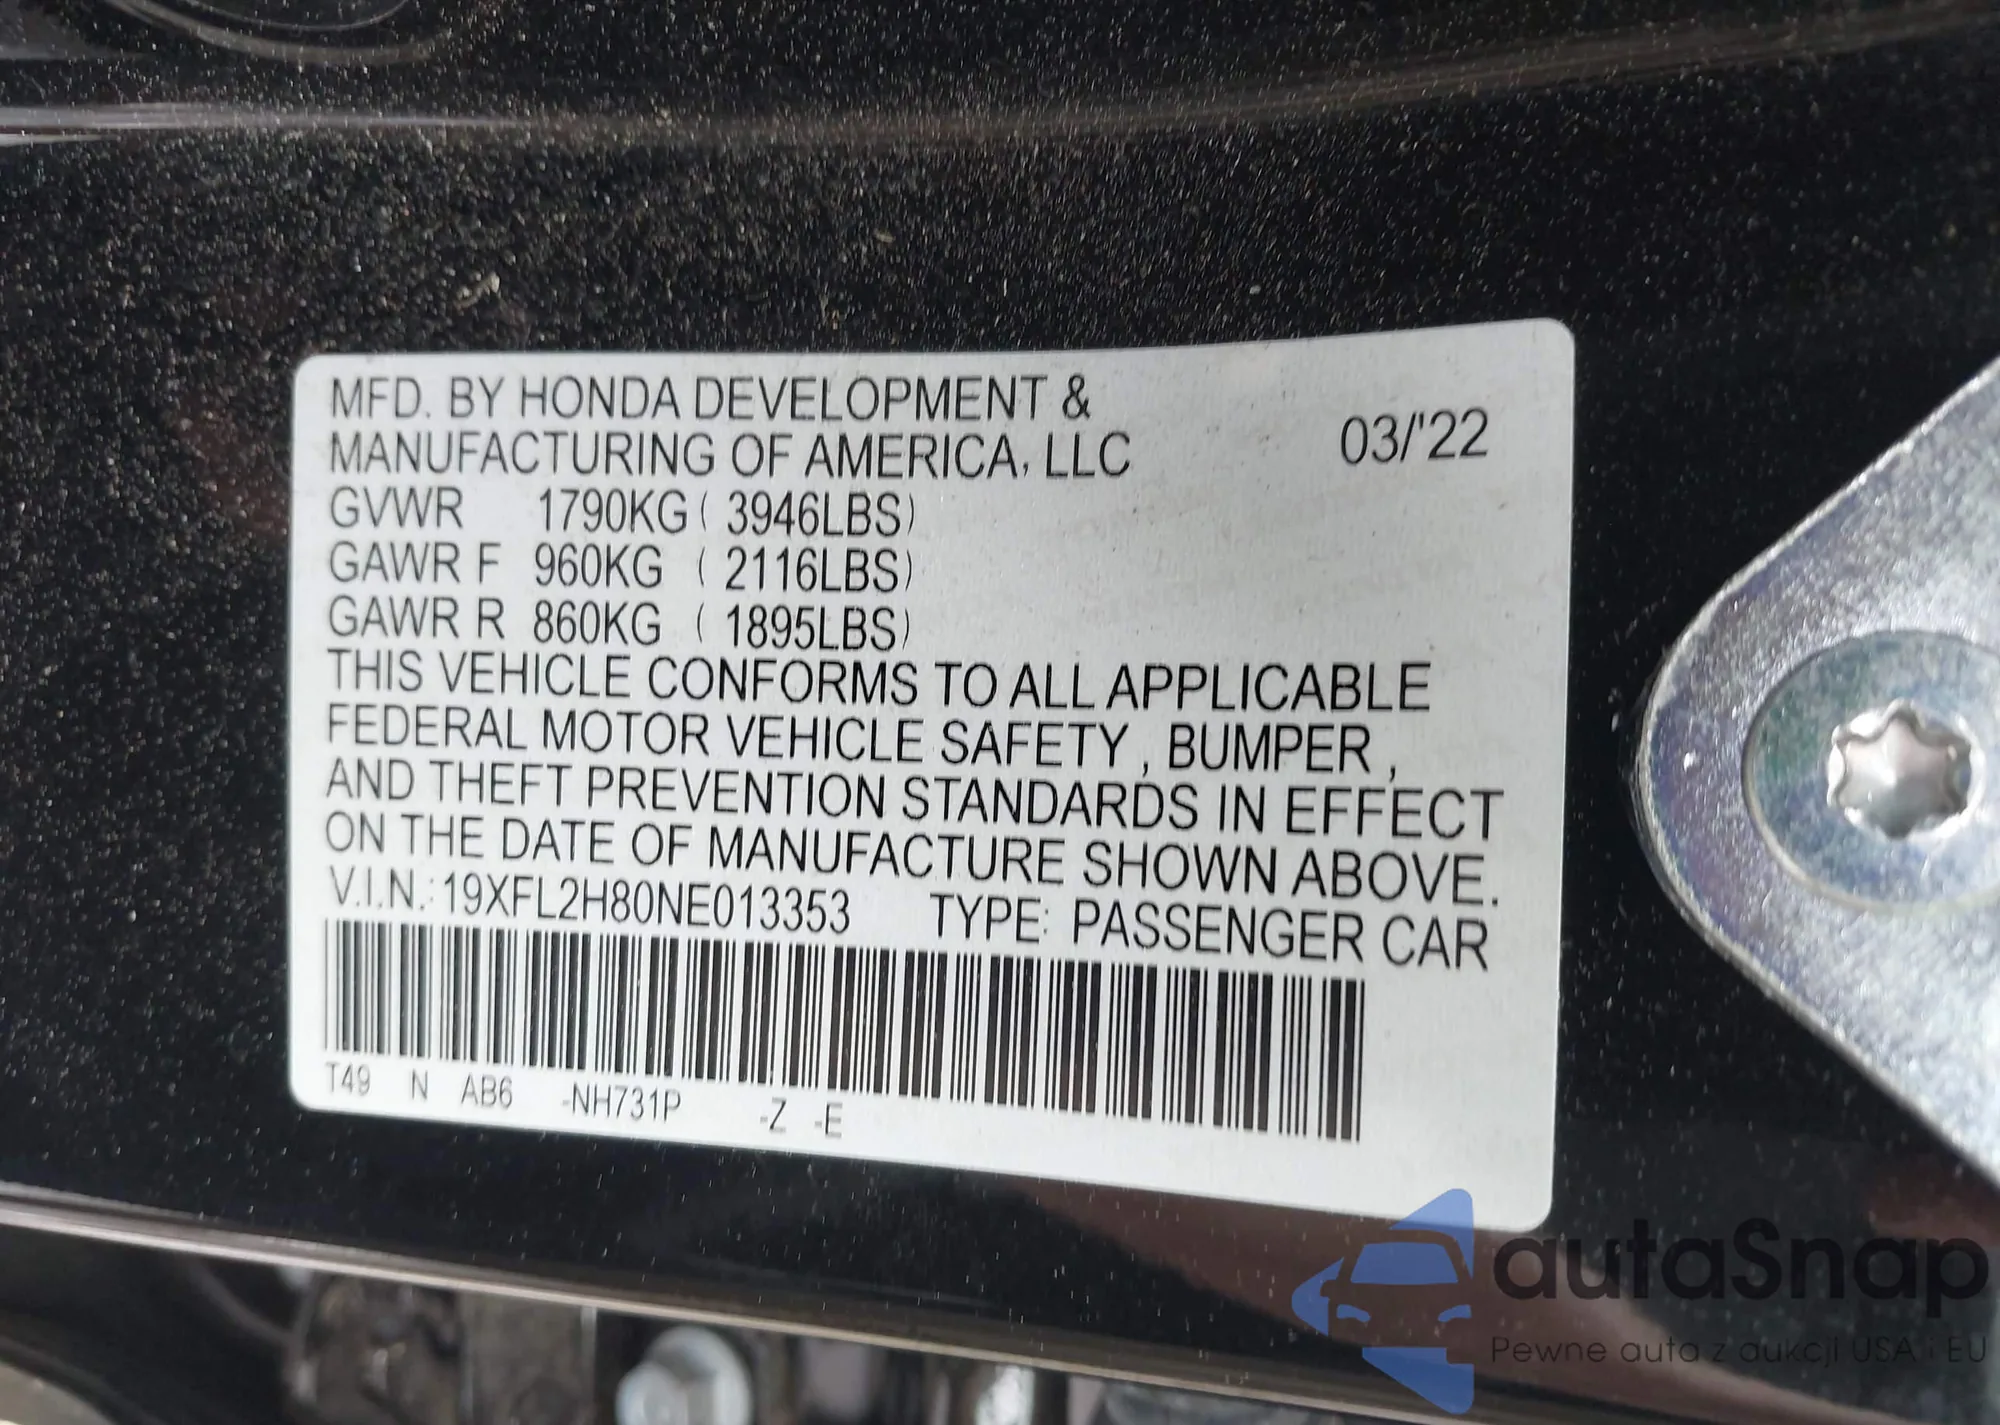 MFD. BY HONDA DEVELOPMENT &
MANUFACTURING OF AMERICA, LLC
03/'22
GVWR 1790KG ( 3946LBS)
GAWR F 960KG ( 2116LBS)
GAWR R 860KG ( 1895LBS)
THIS VEHICLE CONFORMS TO ALL APPLICABLE
FEDERAL MOTOR VEHICLE SAFETY , BUMPER ,
AND THEFT PREVENTION STANDARDS IN EFFECT
ON THE DATE OF MANUFACTURE SHOWN ABOVE.
V.I.N.: 19XFL2H80NE013353 TYPE: PASSENGER CAR
T49 N AB6 -NH731P -Z -E
autaSnap
Pewne auta z aukcji USA i EU